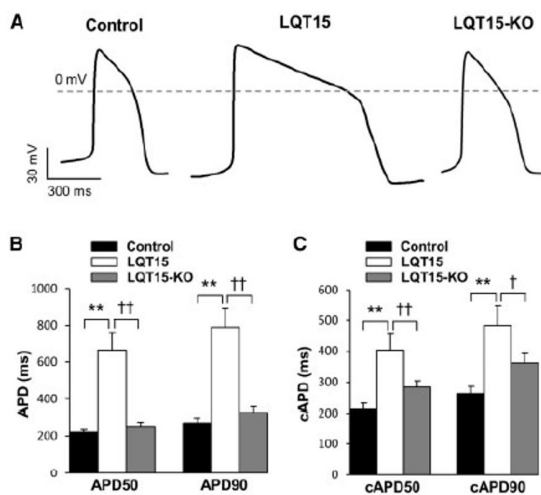 A
Control
LQT15
LQT15-KO
0 mV
30 mV
300 ms
B
Control
LQT15
LQT15-KO
APD (ms)
1000
800
600
400
200
0
** ††
** ††
APD50
APD90
C
Control
LQT15
LQT15-KO
cAPD (ms)
600
500
400
300
200
100
0
** ††
** †
cAPD50
cAPD90